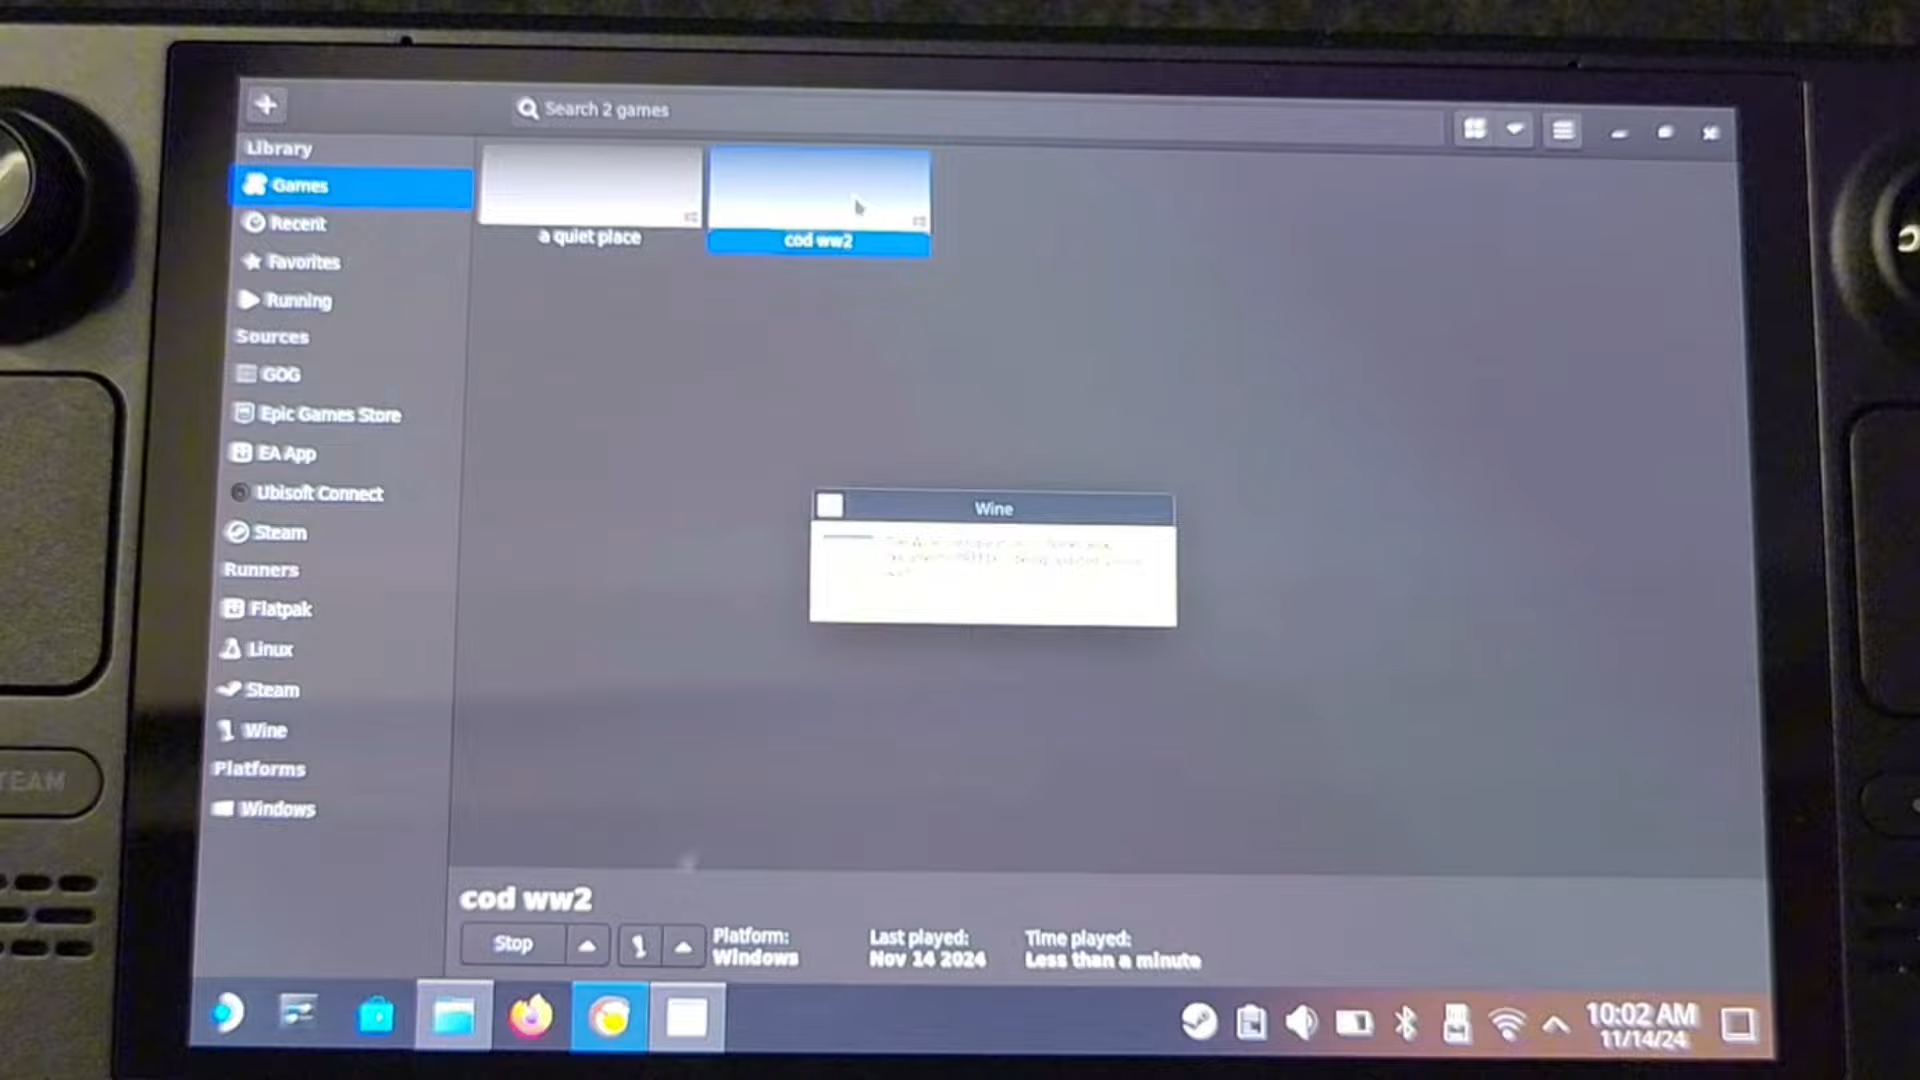 Search 2 games
Library
Games
Recent
Favorites
Running
Sources
GOG
Epic Games Store
EA App
Ubisoft Connect
Steam
Runners
Flatpak
Linux
Steam
Wine
Platforms
Windows
a quiet place
cod ww2
Wine
cod ww2
Stop
Platform:
Windows
Last played:
Nov 14 2024
Time played:
Less than a minute
10:02 AM
11/14/24
TEAM